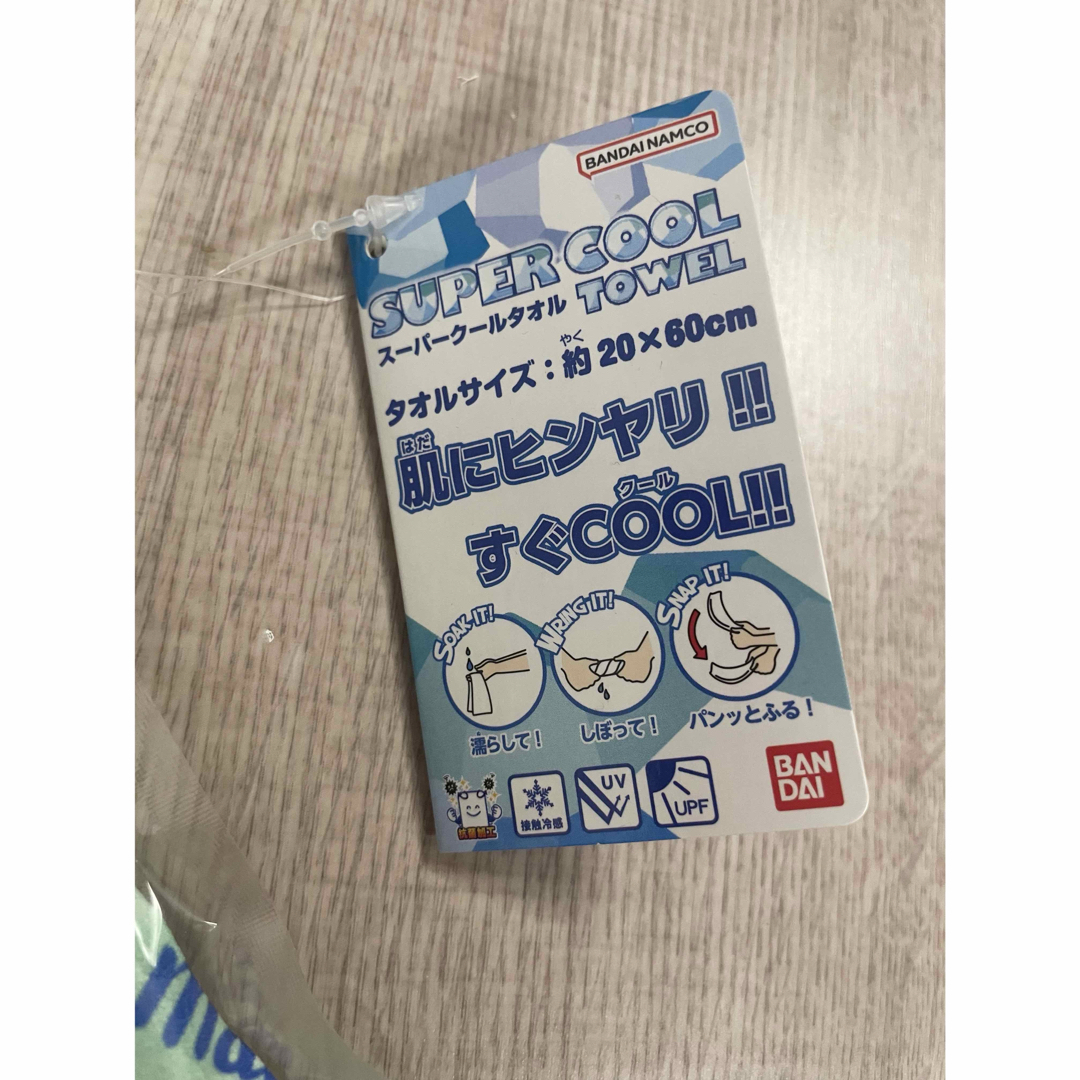 BANDAI NAMCO
SUPER COOL
TOWEL
スーパークールタオル
タオルサイズ：約 20×60cm
やく
はだ
肌にヒンヤリ!!
クール
すぐCOOL!!
SOAK IT!
WRING IT!
SNAP IT!
濡らして！
しぼって！
パンッとふる！
抗菌加工
接触冷感
UV
UPF
BAN
DAI